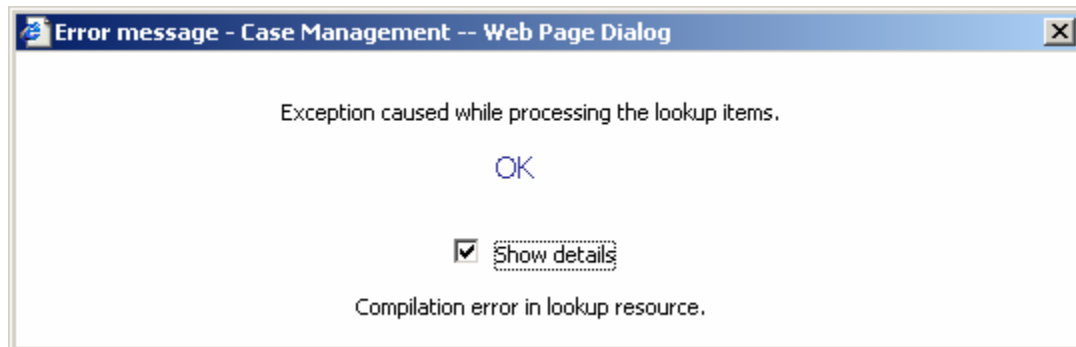 Error message - Case Management -- Web Page Dialog
Exception caused while processing the lookup items.
OK
Show details
Compilation error in lookup resource.